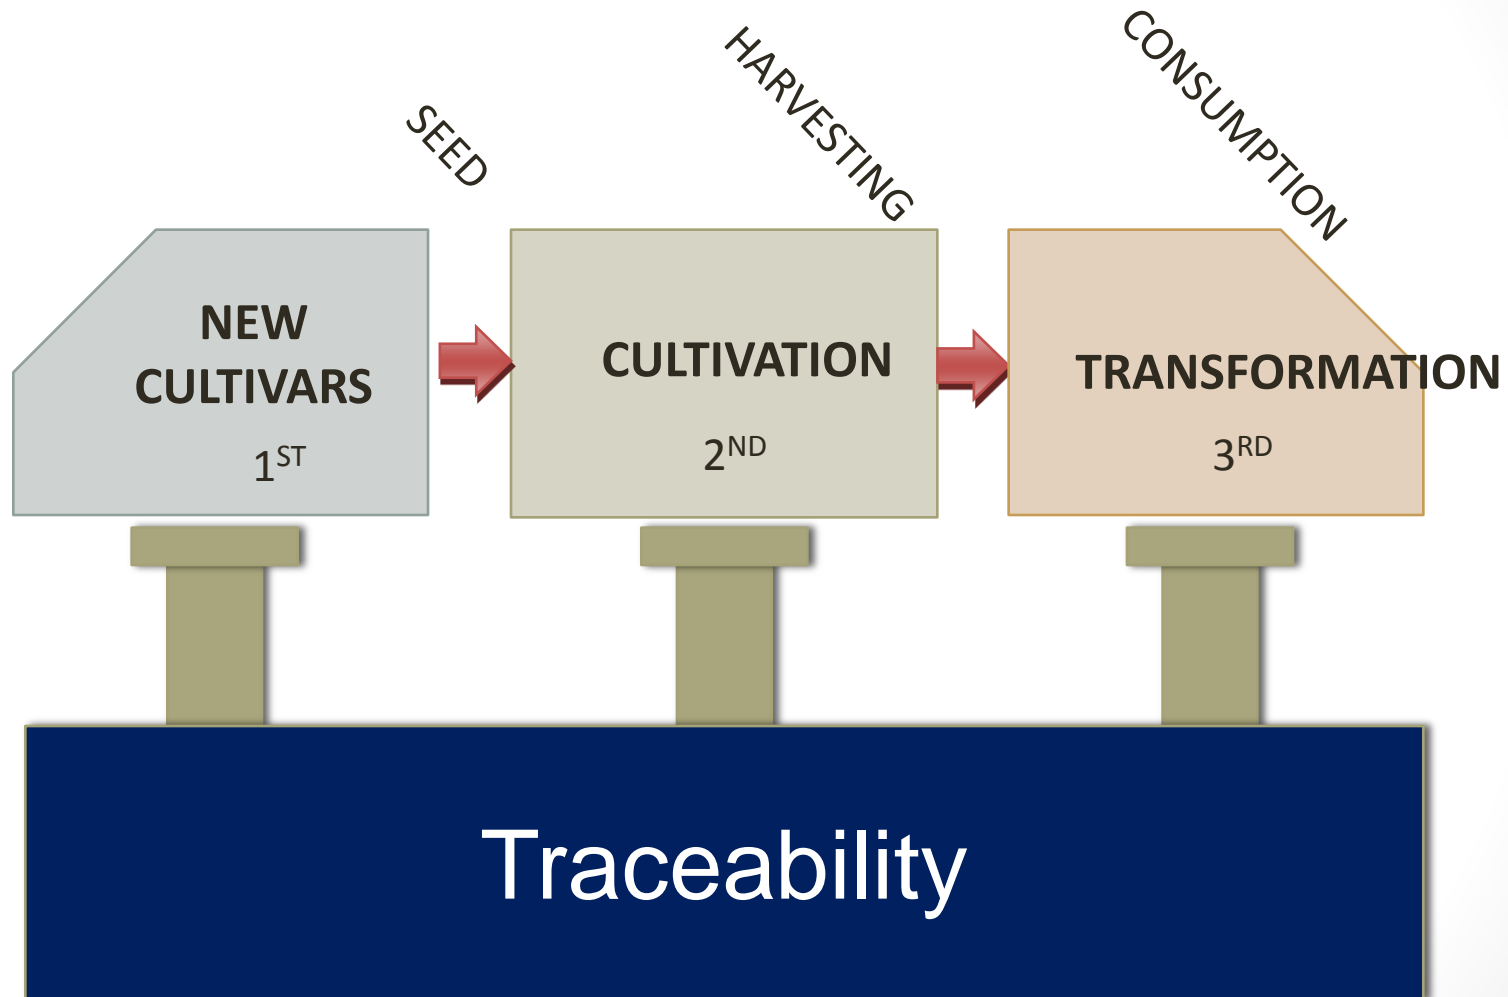 SEED
HARVESTING
CONSUMPTION
NEW
CULTIVARS
1ST
CULTIVATION
2ND
TRANSFORMATION
3RD
Traceability